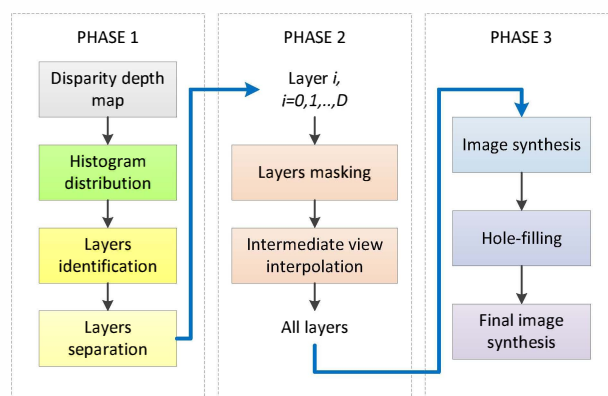 PHASE 1
Disparity depth
map
Histogram
distribution
Layers
identification
Layers
separation
PHASE 2
Layer i,
i=0,1,..,D
Layers masking
Intermediate view
interpolation
All layers
PHASE 3
Image synthesis
Hole-filling
Final image
synthesis